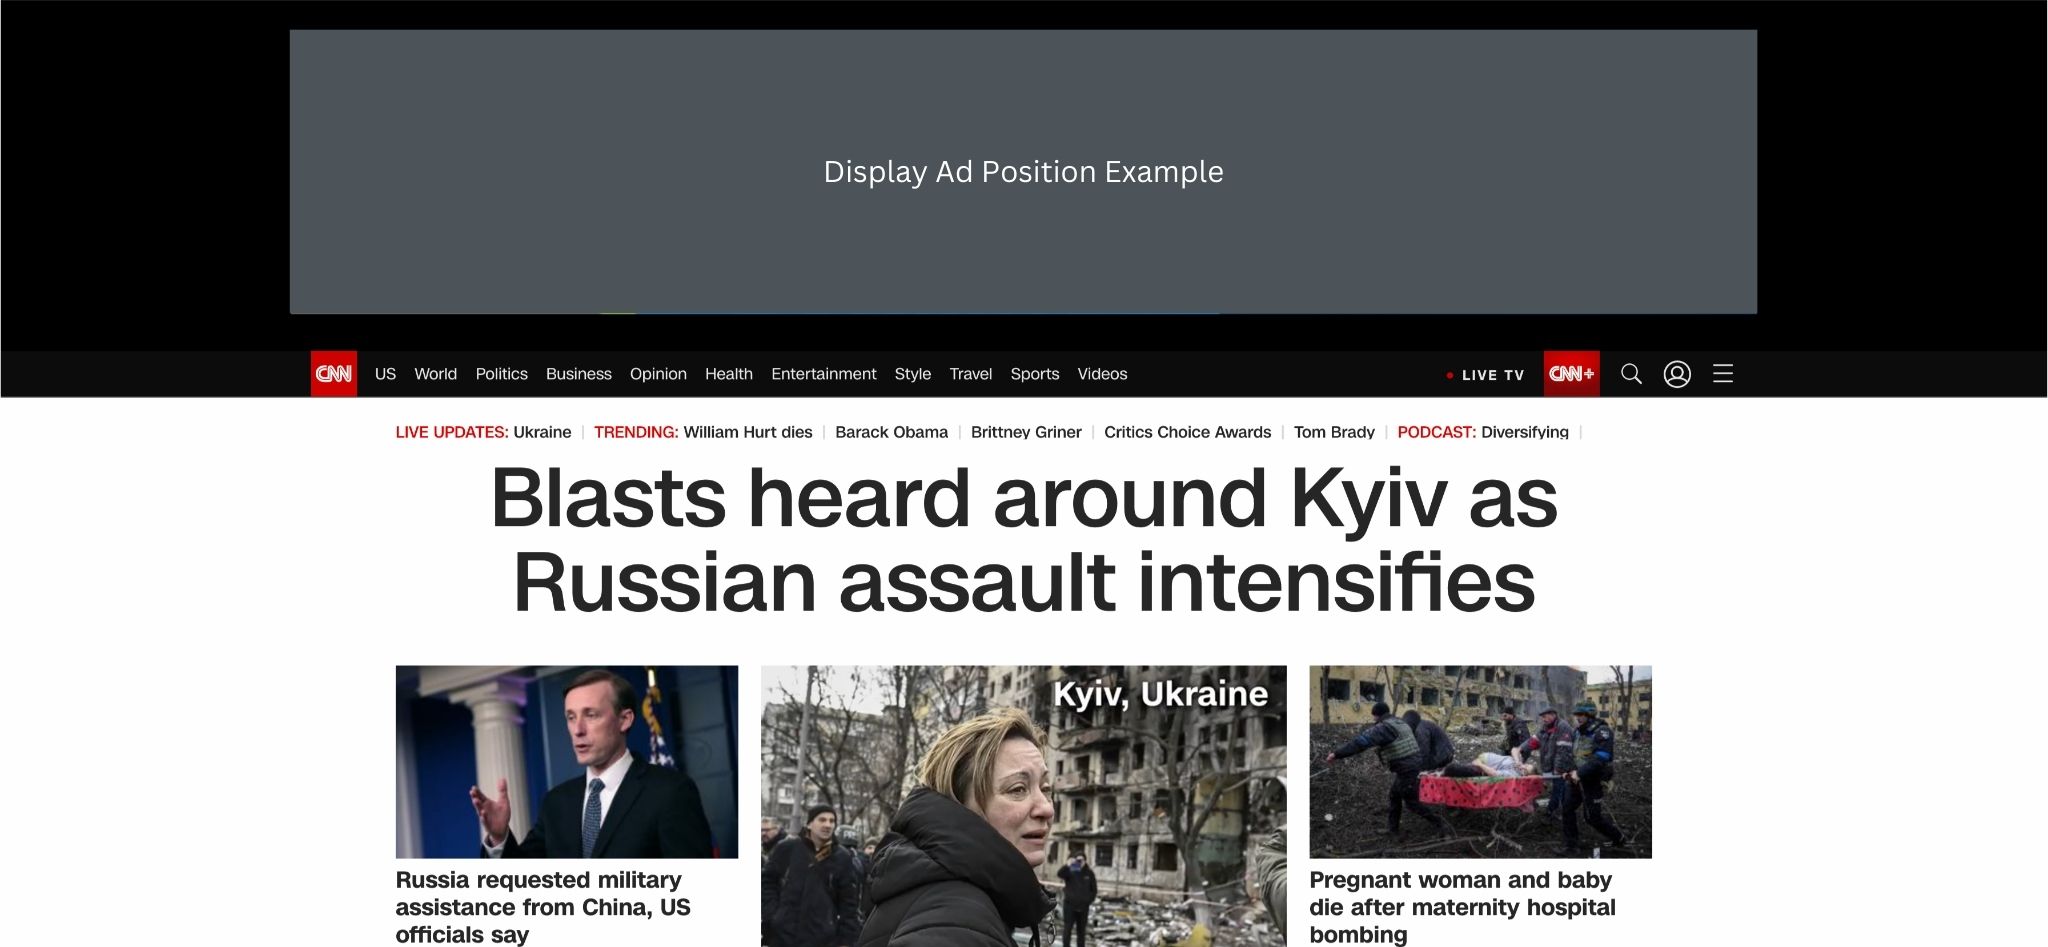 Display Ad Position Example
CNN US World Politics Business Opinion Health Entertainment Style Travel Sports Videos LIVE TV CNN+
LIVE UPDATES: Ukraine | TRENDING: William Hurt dies | Barack Obama | Brittney Griner | Critics Choice Awards | Tom Brady | PODCAST: Diversifying |
Blasts heard around Kyiv as
Russian assault intensifies
Kyiv, Ukraine
Russia requested military
assistance from China, US
officials say
Pregnant woman and baby
die after maternity hospital
bombing